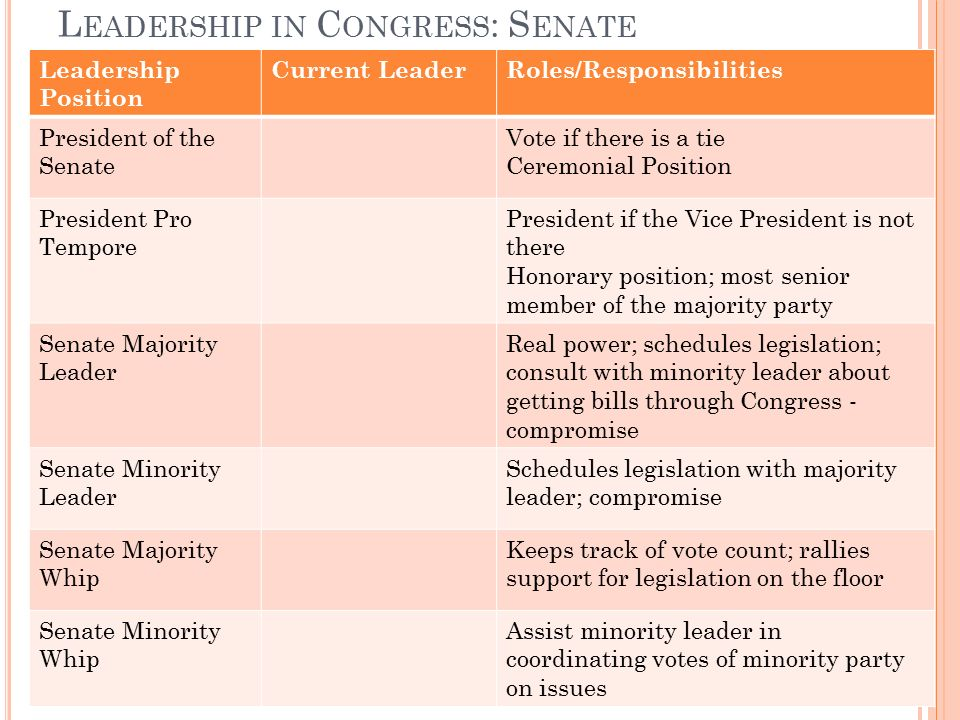 LEADERSHIP IN CONGRESS: SENATE
Leadership Position
Current Leader
Roles/Responsibilities
President of the
Senate
Vote if there is a tie
Ceremonial Position
President Pro
Tempore
President if the Vice President is not
there
Honorary position; most senior
member of the majority party
Senate Majority
Leader
Real power; schedules legislation;
consult with minority leader about
getting bills through Congress -
compromise
Senate Minority
Leader
Schedules legislation with majority
leader; compromise
Senate Majority
Whip
Keeps track of vote count; rallies
support for legislation on the floor
Senate Minority
Whip
Assist minority leader in
coordinating votes of minority party
on issues